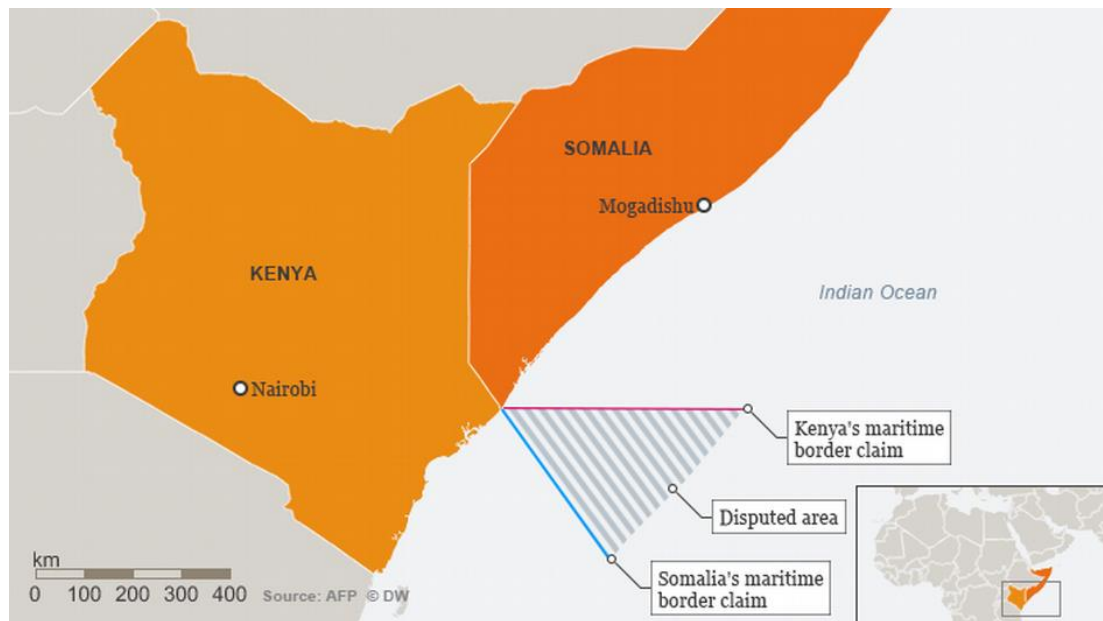 SOMALIA
Mogadishu
KENYA
Indian Ocean
Nairobi
Kenya's maritime
border claim
Disputed area
Somalia's maritime
border claim
km
0 100 200 300 400
Source: AFP © DW